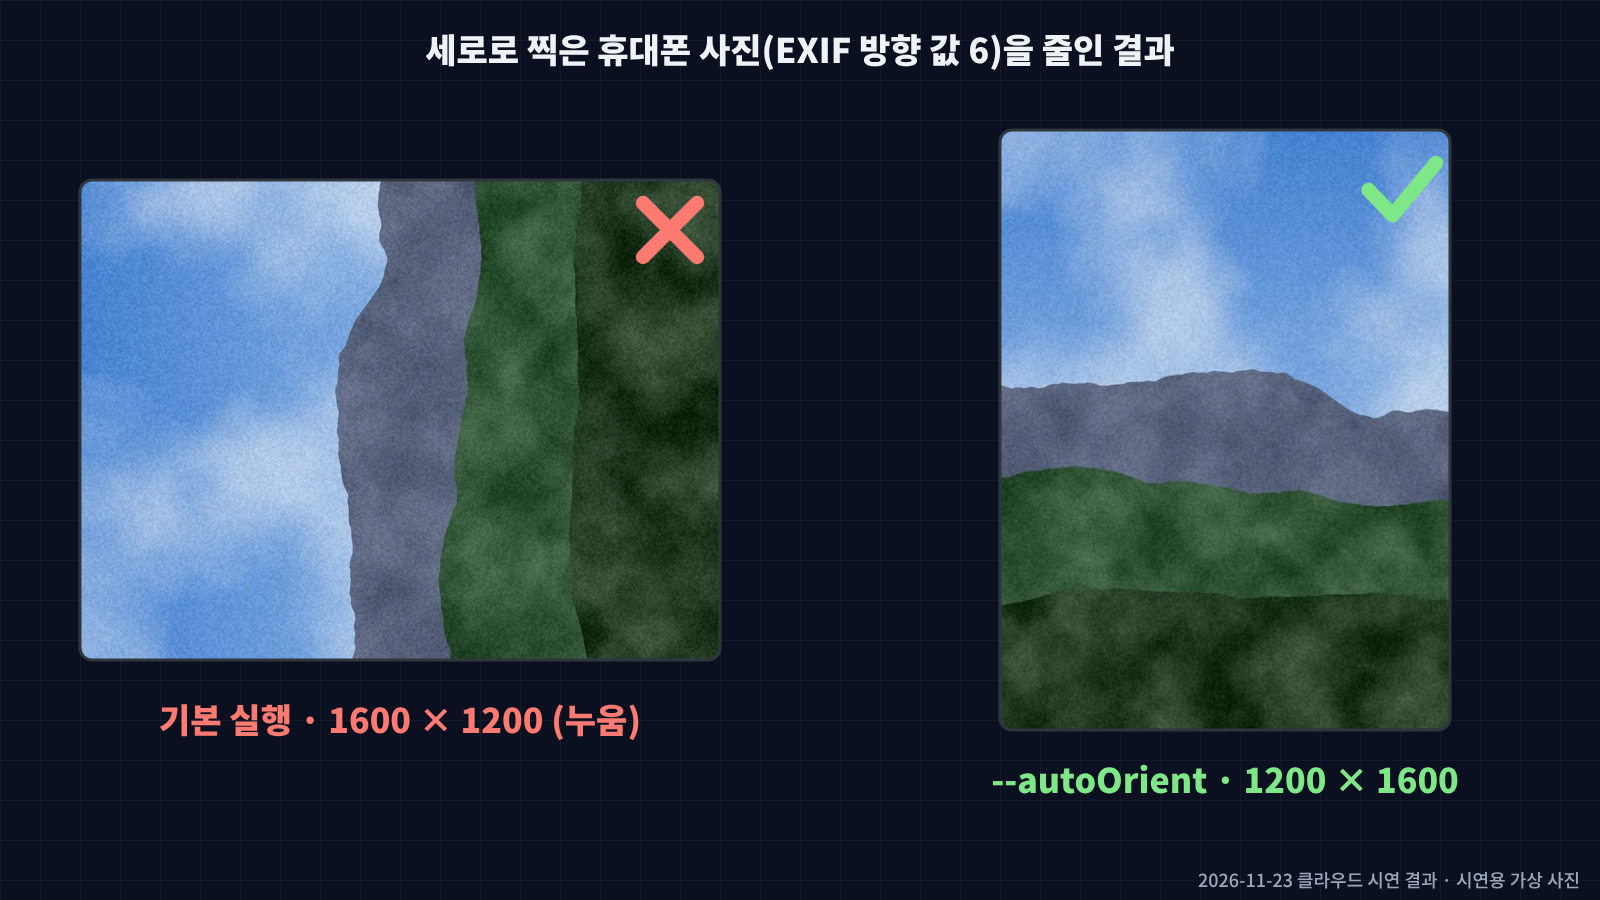 세로로 찍은 휴대폰 사진(EXIF 방향 값 6)을 줄인 결과
기본 실행 · 1600 × 1200 (누움)
--autoOrient · 1200 × 1600
2026-11-23 클라우드 시연 결과 · 시연용 가상 사진